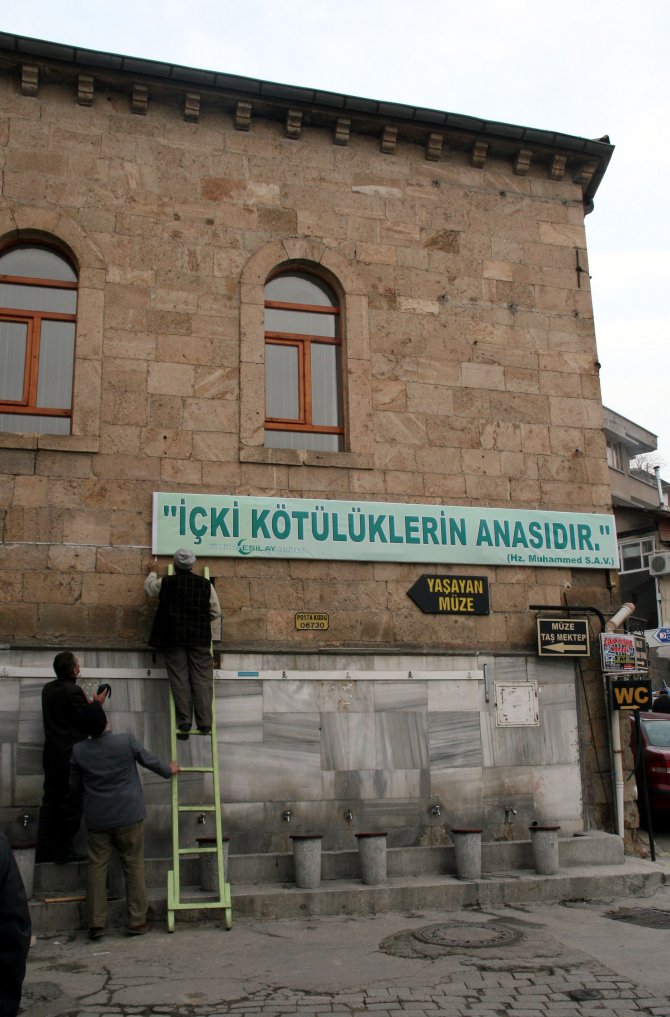 "İÇKİ KÖTÜLÜKLERİN ANASIDIR."
YEŞİLAY
(Hz. Muhammed S.A.V.)
YAŞAYAN
MÜZE
POSTA KODU
06730
MÜZE
TAŞ MEKTEP
WC